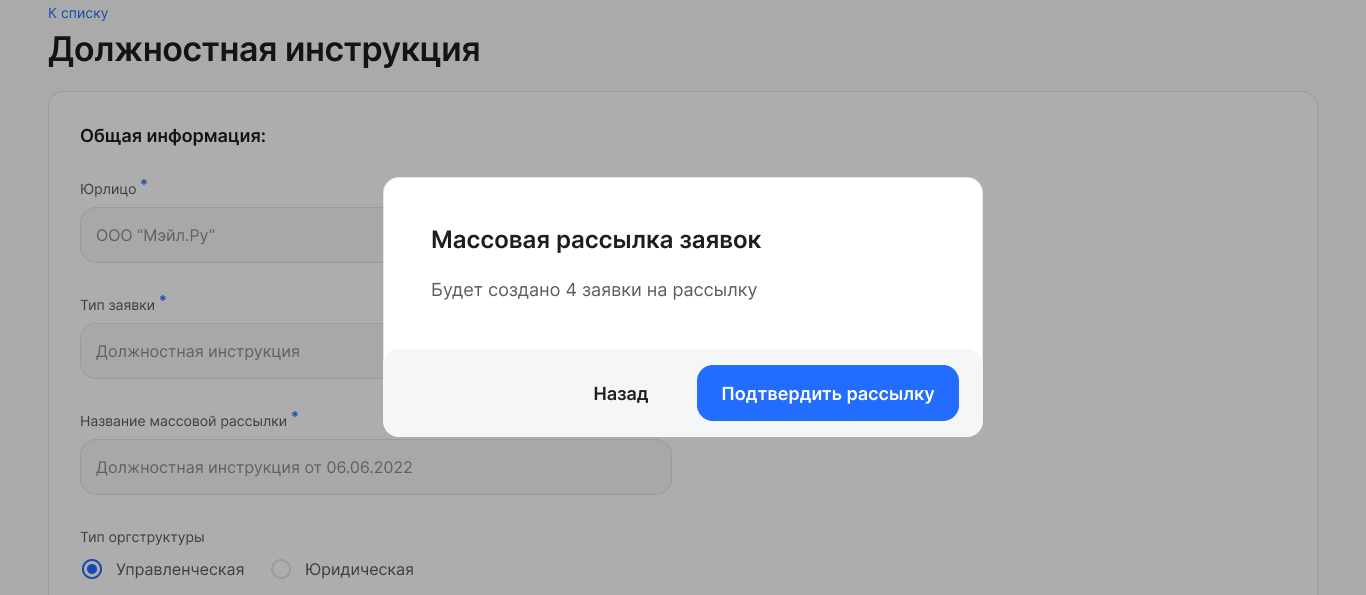 К списку
Должностная инструкция
Общая информация:
Юрлицо *
ООО “Мэйл.Ру”
Тип заявки *
Должностная инструкция
Название массовой рассылки *
Должностная инструкция от 06.06.2022
Тип оргструктуры
Управленческая Юридическая
Массовая рассылка заявок
Будет создано 4 заявки на рассылку
Назад Подтвердить рассылку